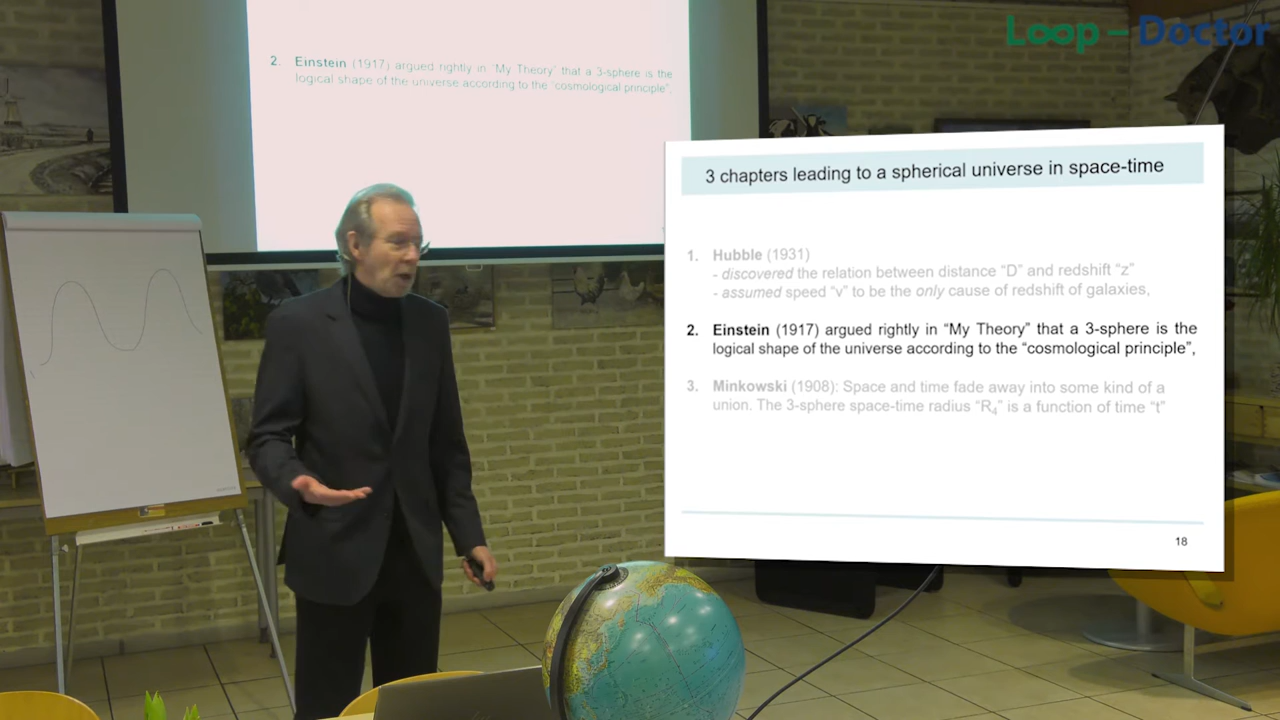 Loop – Doctor
2. Einstein (1917) argued rightly in “My Theory” that a 3-sphere is the
logical shape of the universe according to the “cosmological principle”,
3 chapters leading to a spherical universe in space-time
1. Hubble (1931)
- discovered the relation between distance “D” and redshift “z”
- assumed speed “v” to be the only cause of redshift of galaxies,
2. Einstein (1917) argued rightly in “My Theory” that a 3-sphere is the
logical shape of the universe according to the “cosmological principle”,
3. Minkowski (1908): Space and time fade away into some kind of a
union. The 3-sphere space-time radius “R₄” is a function of time “t”
18